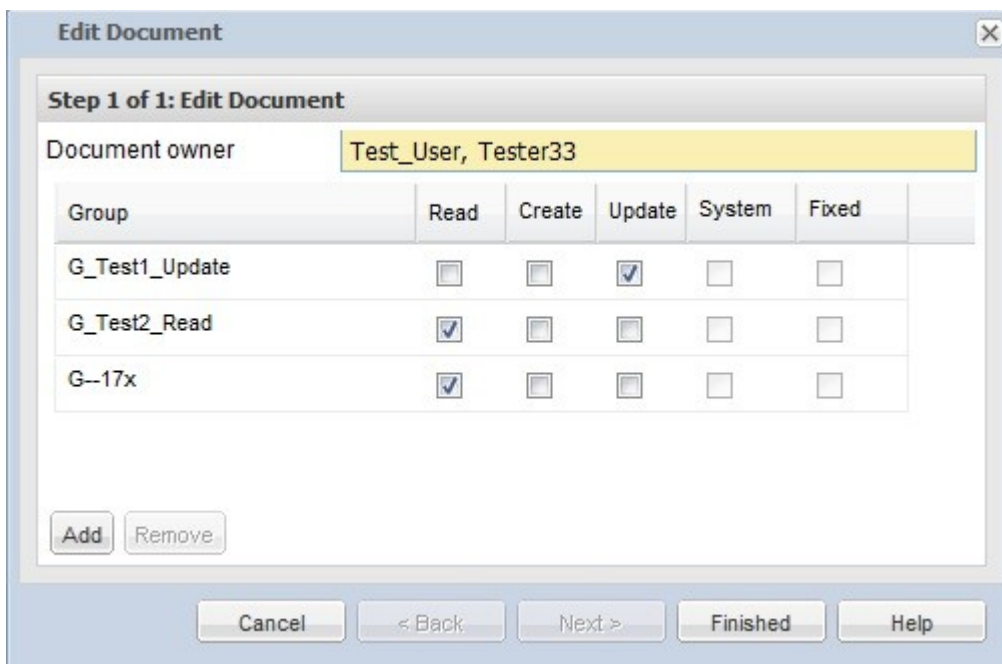 Edit Document
Step 1 of 1: Edit Document
Document owner Test_User, Tester33
Group Read Create Update System Fixed
G_Test1_Update
G_Test2_Read
G--17x
Add Remove
Cancel < Back Next > Finished Help